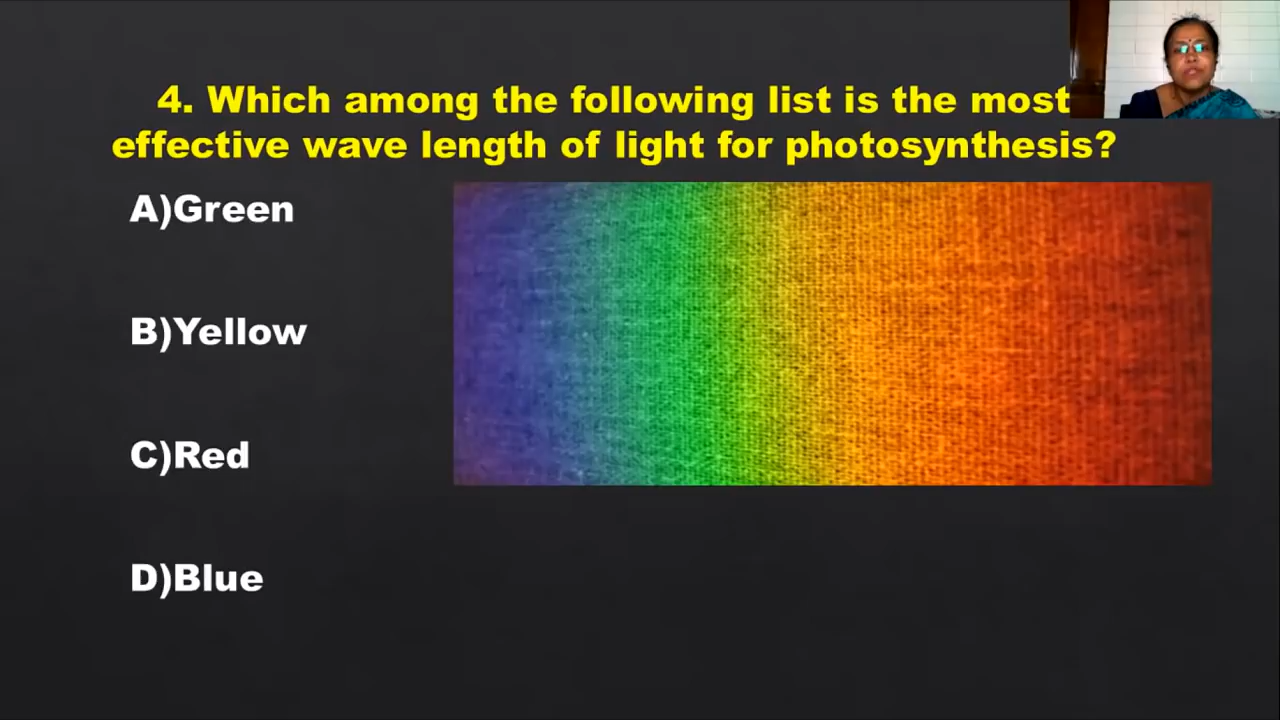 4. Which among the following list is the most
effective wave length of light for photosynthesis?
A)Green
B)Yellow
C)Red
D)Blue